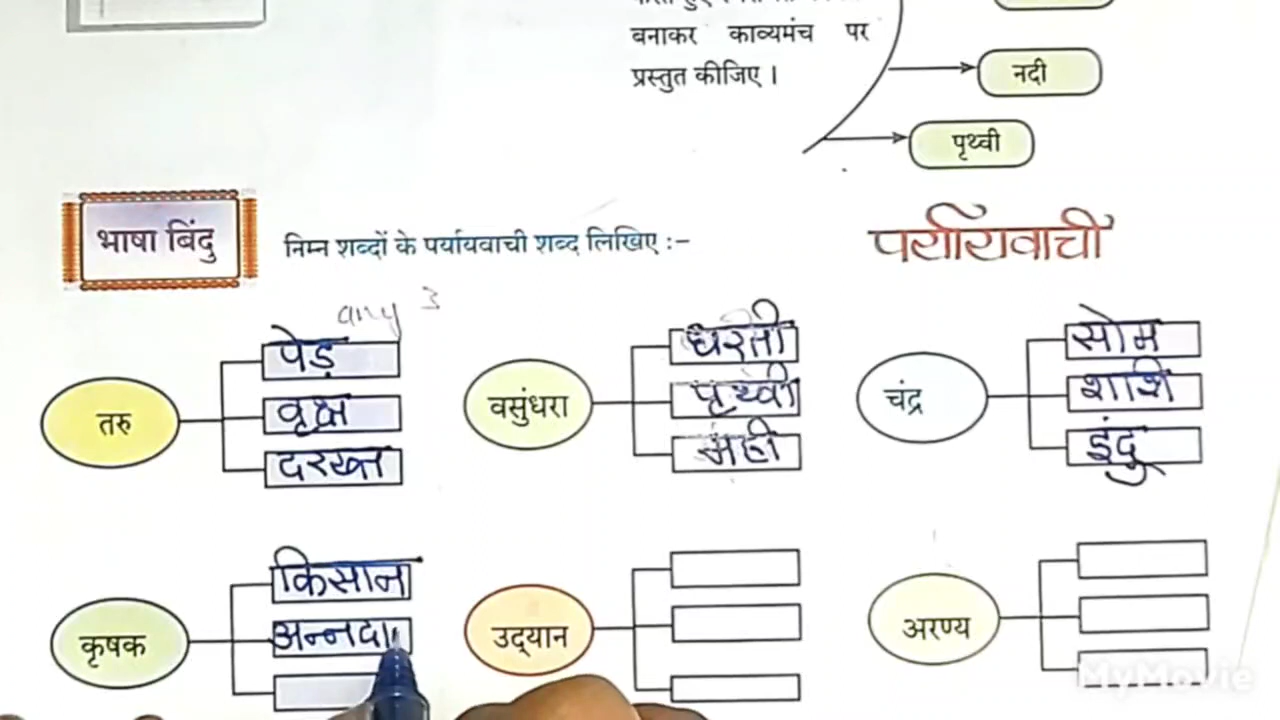 बनाकर काव्यमंच पर
प्रस्तुत कीजिए ।
नदी
पृथ्वी
भाषा बिंदु
निम्न शब्दों के पर्यायवाची शब्द लिखिए :-
पर्यायवाची
any 3
तरु
पेड़
वृक्ष
दरख्त
वसुंधरा
धरती
पृथ्वी
मही
चंद्र
सोम
शशि
इंदु
कृषक
किसान
अन्नदा
उद्यान
अरण्य
MyMovie